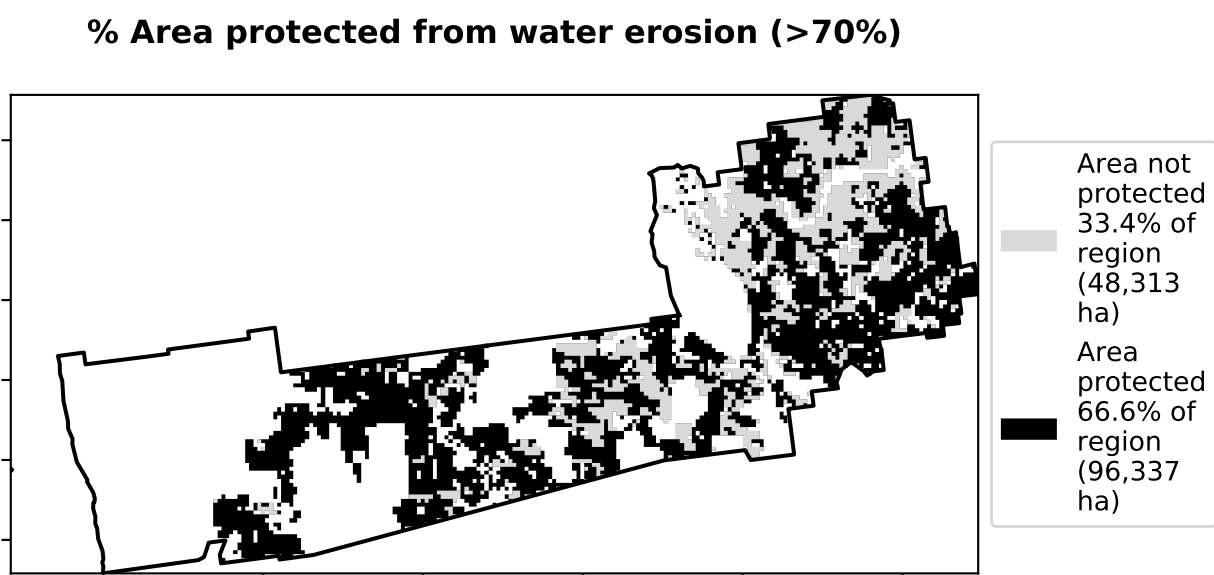 % Area protected from water erosion (>70%)
Area not
protected
33.4% of
region
(48,313
ha)
Area
protected
66.6% of
region
(96,337
ha)